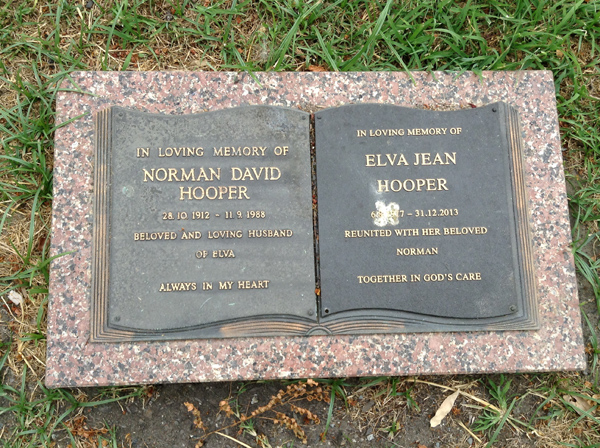 IN LOVING MEMORY OF
NORMAN DAVID
HOOPER
28.10.1912 - 11.9.1988
BELOVED AND LOVING HUSBAND
OF ELVA
ALWAYS IN MY HEART
IN LOVING MEMORY OF
ELVA JEAN
HOOPER
– 31.12.2013
REUNITED WITH HER BELOVED
NORMAN
TOGETHER IN GOD'S CARE